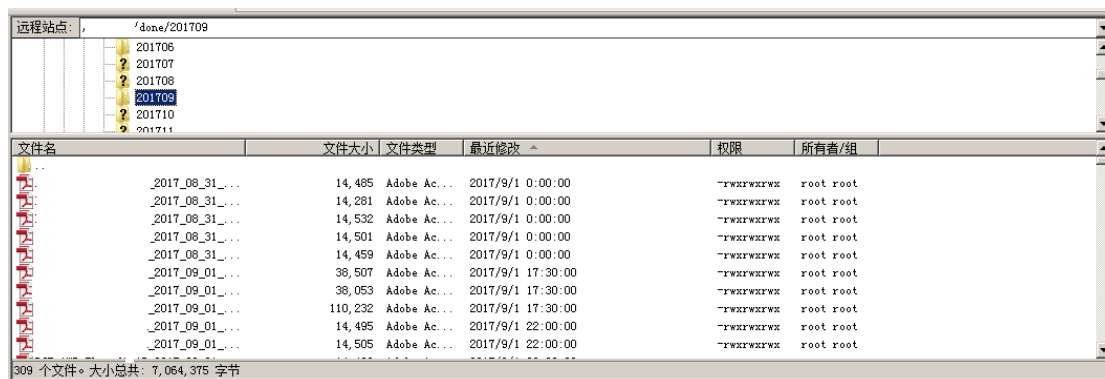 远程站点: , /done/201709
201706
? 201707
? 201708
201709
? 201710
? 201711
文件名 文件大小 文件类型 最近修改 权限 所有者/组
..
_2017_08_31_... 14,485 Adobe Ac... 2017/9/1 0:00:00 -rwxrwxrwx root root
_2017_08_31_... 14,281 Adobe Ac... 2017/9/1 0:00:00 -rwxrwxrwx root root
_2017_08_31_... 14,532 Adobe Ac... 2017/9/1 0:00:00 -rwxrwxrwx root root
_2017_08_31_... 14,501 Adobe Ac... 2017/9/1 0:00:00 -rwxrwxrwx root root
_2017_08_31_... 14,459 Adobe Ac... 2017/9/1 0:00:00 -rwxrwxrwx root root
_2017_09_01_... 38,507 Adobe Ac... 2017/9/1 17:30:00 -rwxrwxrwx root root
_2017_09_01_... 38,053 Adobe Ac... 2017/9/1 17:30:00 -rwxrwxrwx root root
_2017_09_01_... 110,232 Adobe Ac... 2017/9/1 17:30:00 -rwxrwxrwx root root
_2017_09_01_... 14,495 Adobe Ac... 2017/9/1 22:00:00 -rwxrwxrwx root root
_2017_09_01_... 14,505 Adobe Ac... 2017/9/1 22:00:00 -rwxrwxrwx root root
309 个文件。大小总共: 7,064,375 字节